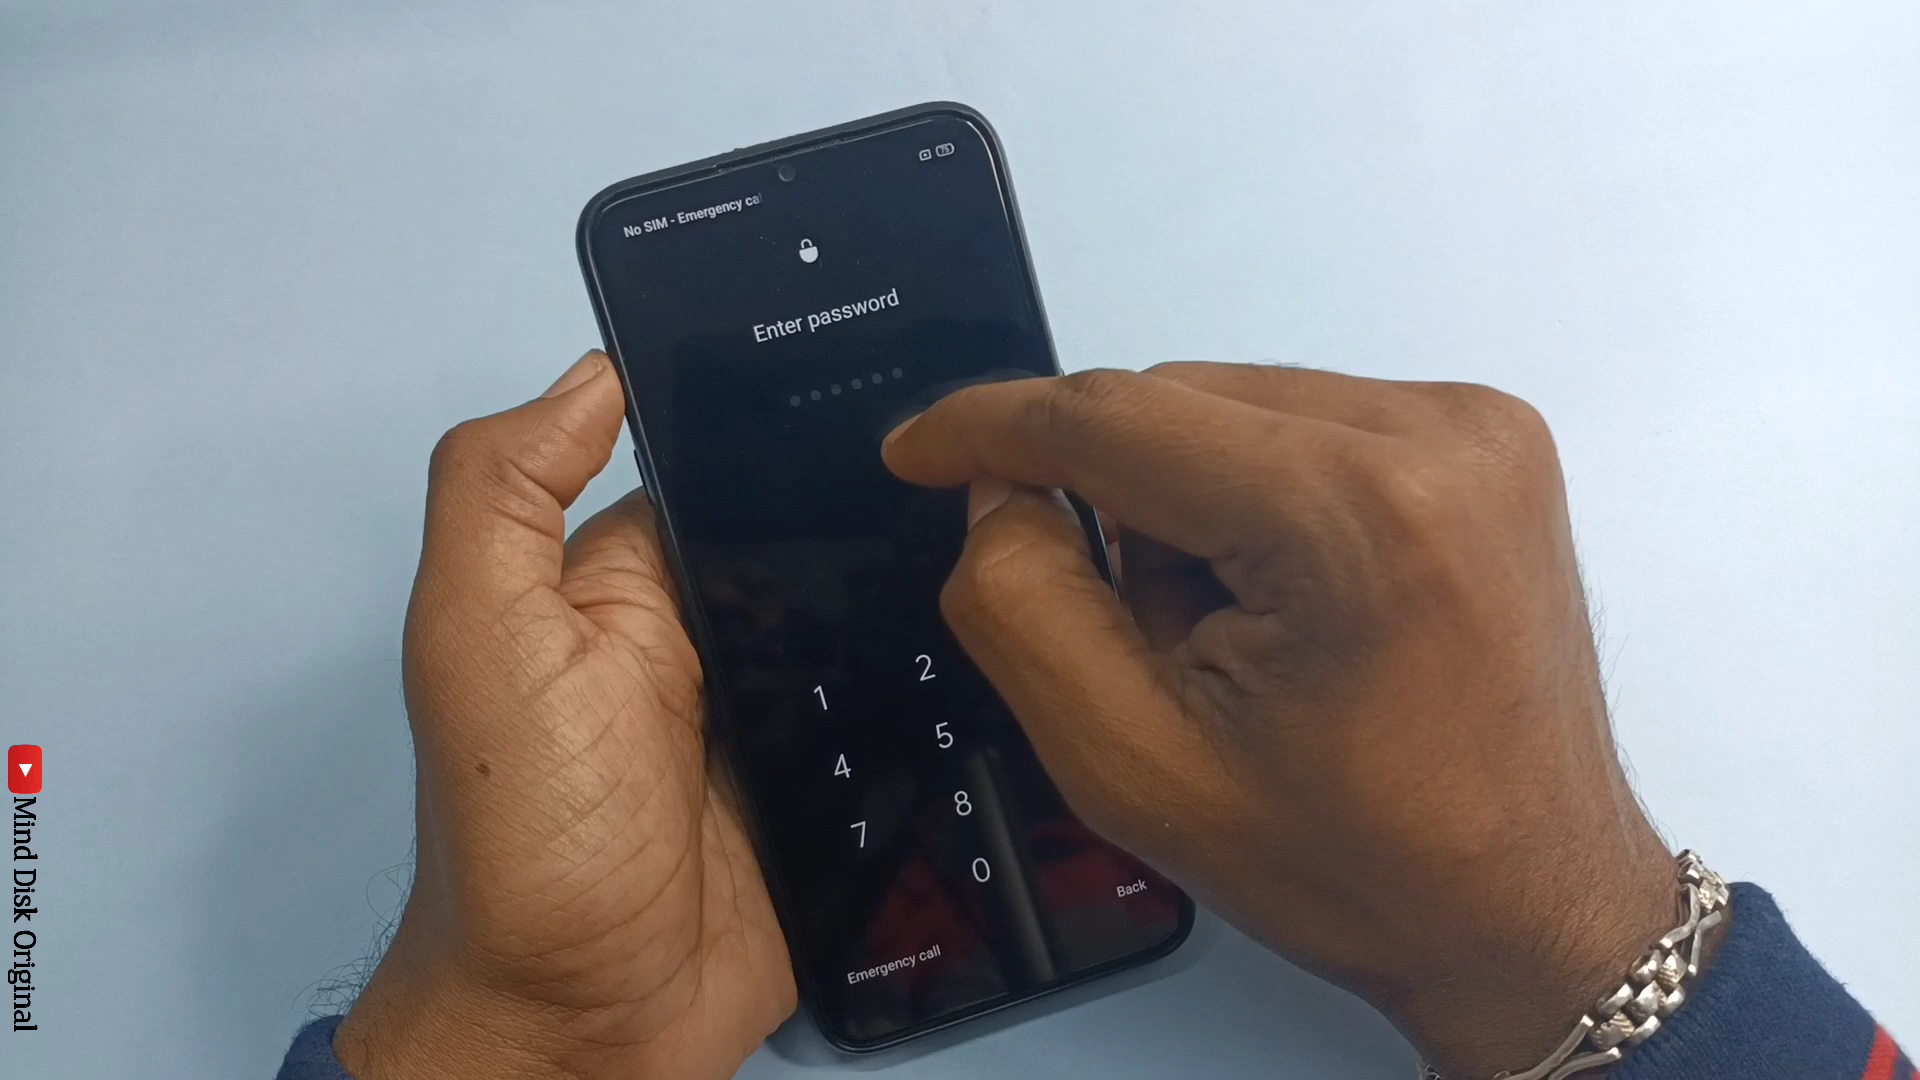 75
No SIM - Emergency cal
Enter password
1 2
4 5
7 8
0
Back
Emergency call
Mind Disk Original